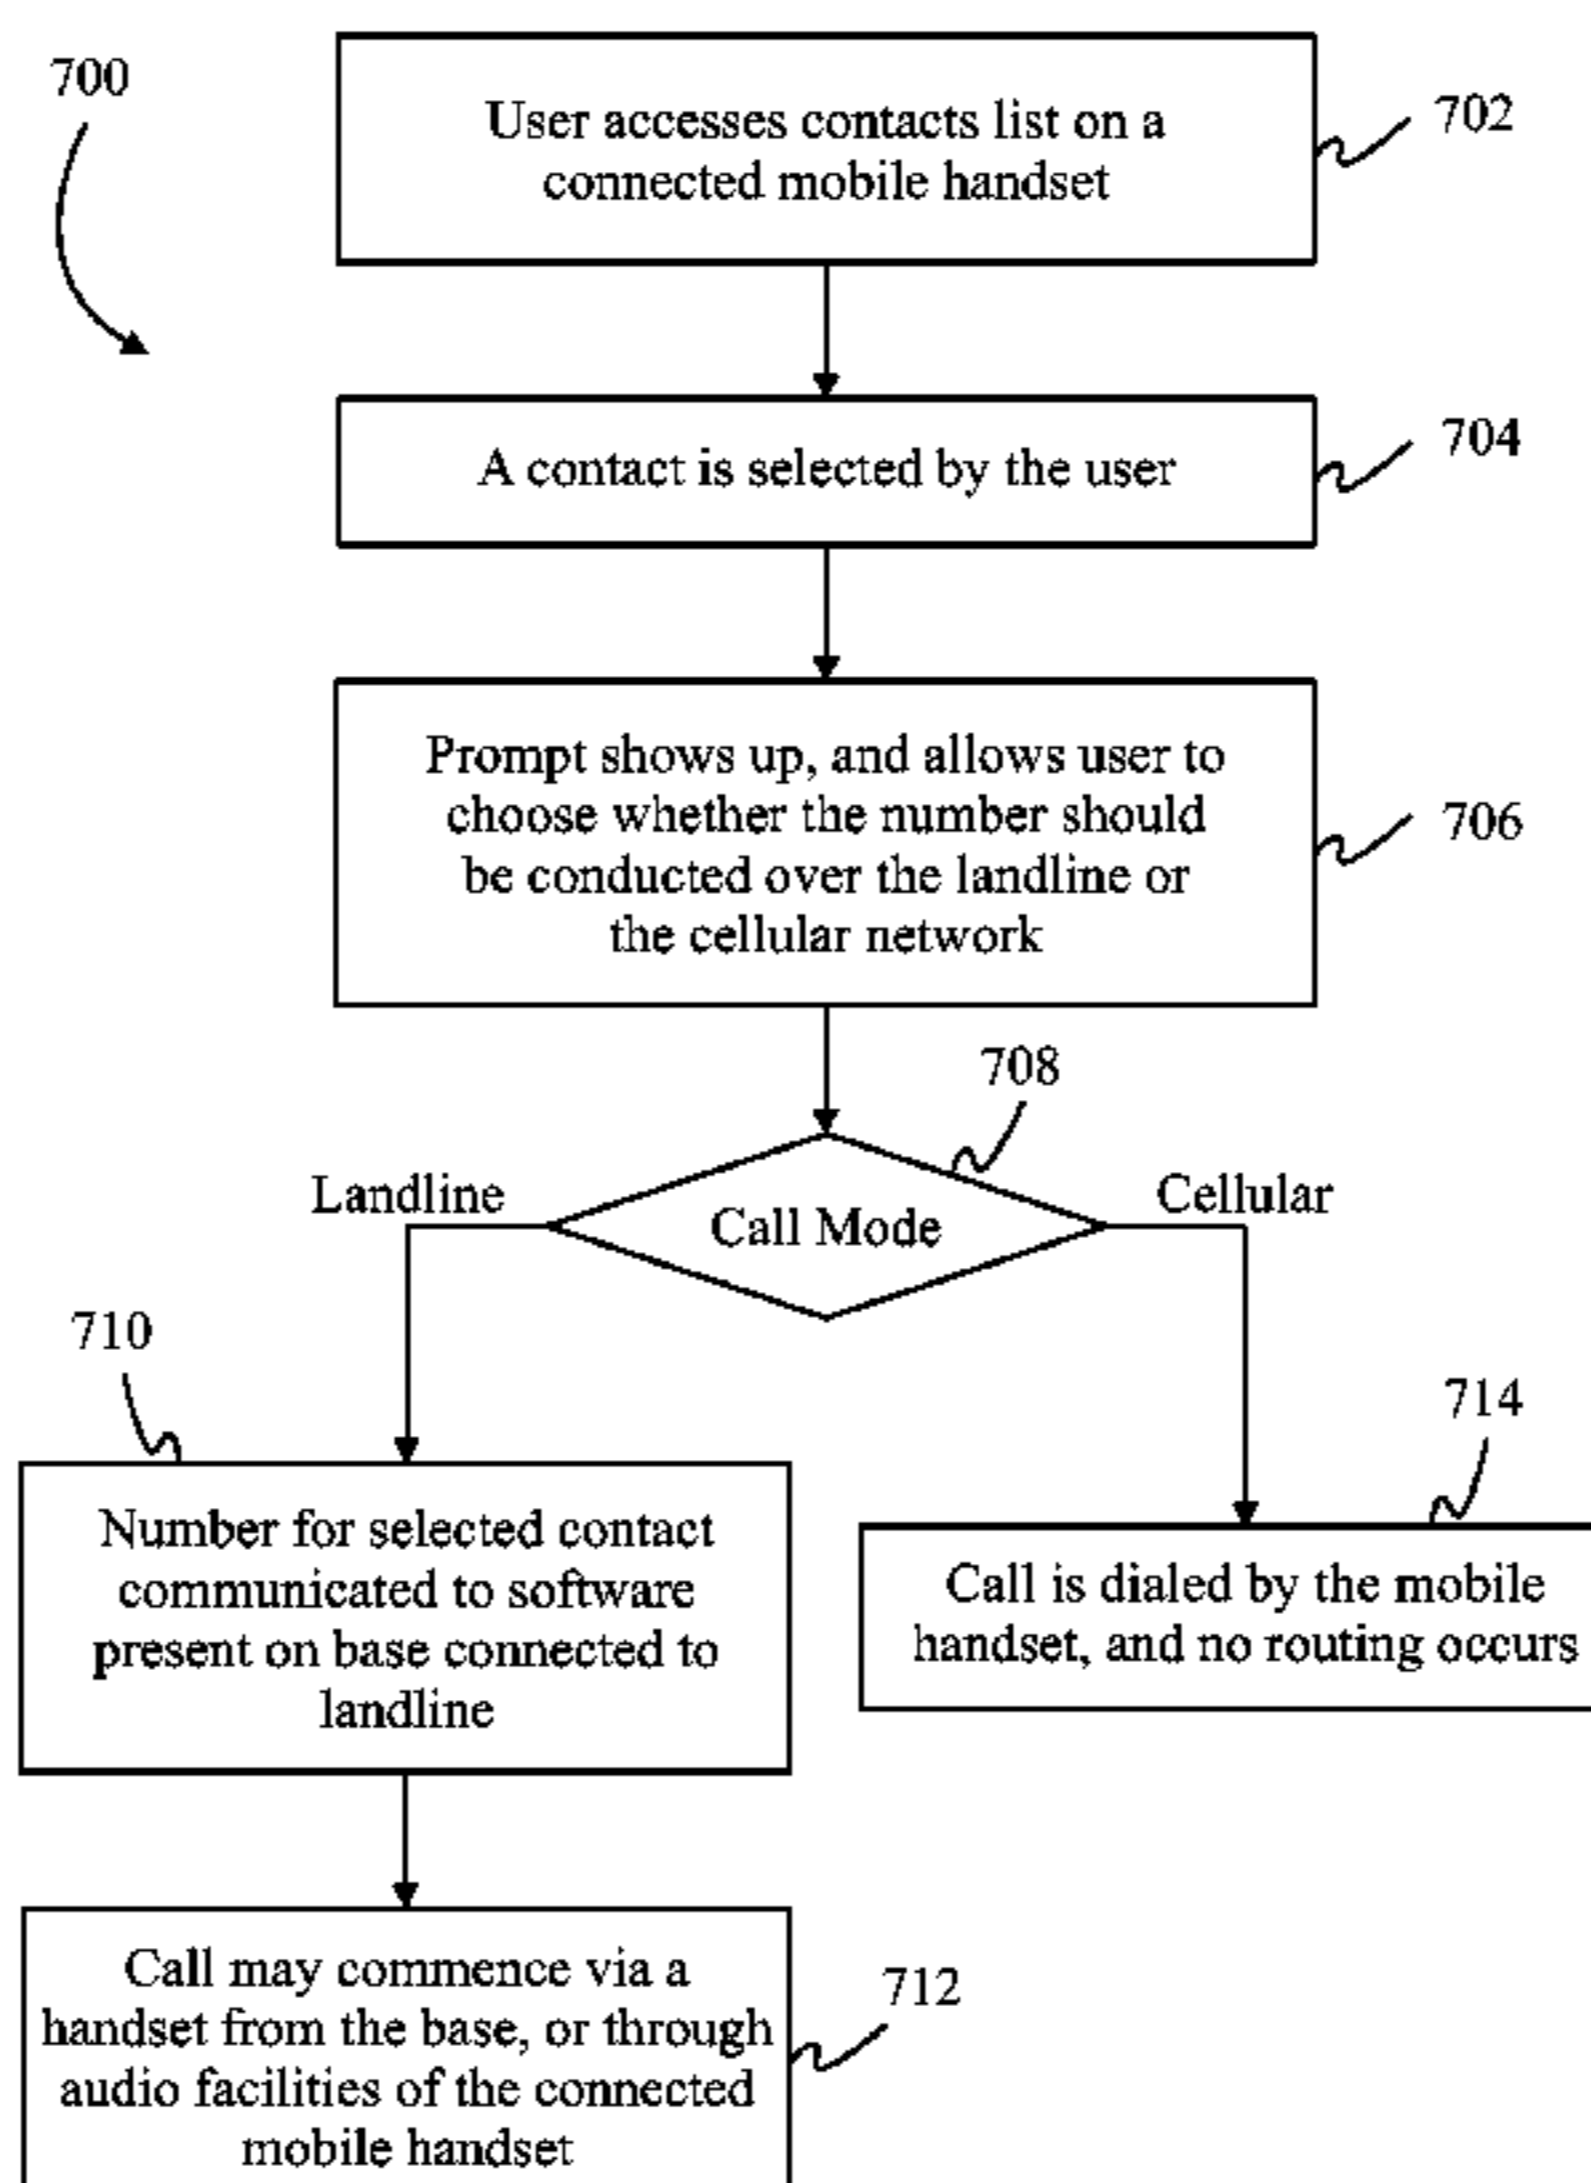 700
User accesses contacts list on a
connected mobile handset
702
A contact is selected by the user
704
Prompt shows up, and allows user to
choose whether the number should
be conducted over the landline or
the cellular network
706
708
Landline
Call Mode
Cellular
710
Number for selected contact
communicated to software
present on base connected to
landline
714
Call is dialed by the mobile
handset, and no routing occurs
Call may commence via a
handset from the base, or through
audio facilities of the connected
mobile handset
712